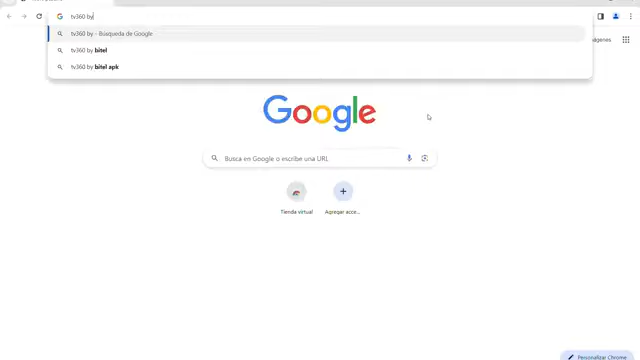 tv360 by
tv360 by - Búsqueda de Google
tv360 by bitel
tv360 by bitel apk
Google
Busca en Google o escribe una URL
Tienda virtual
Agregar acce...
Personalizar Chrome